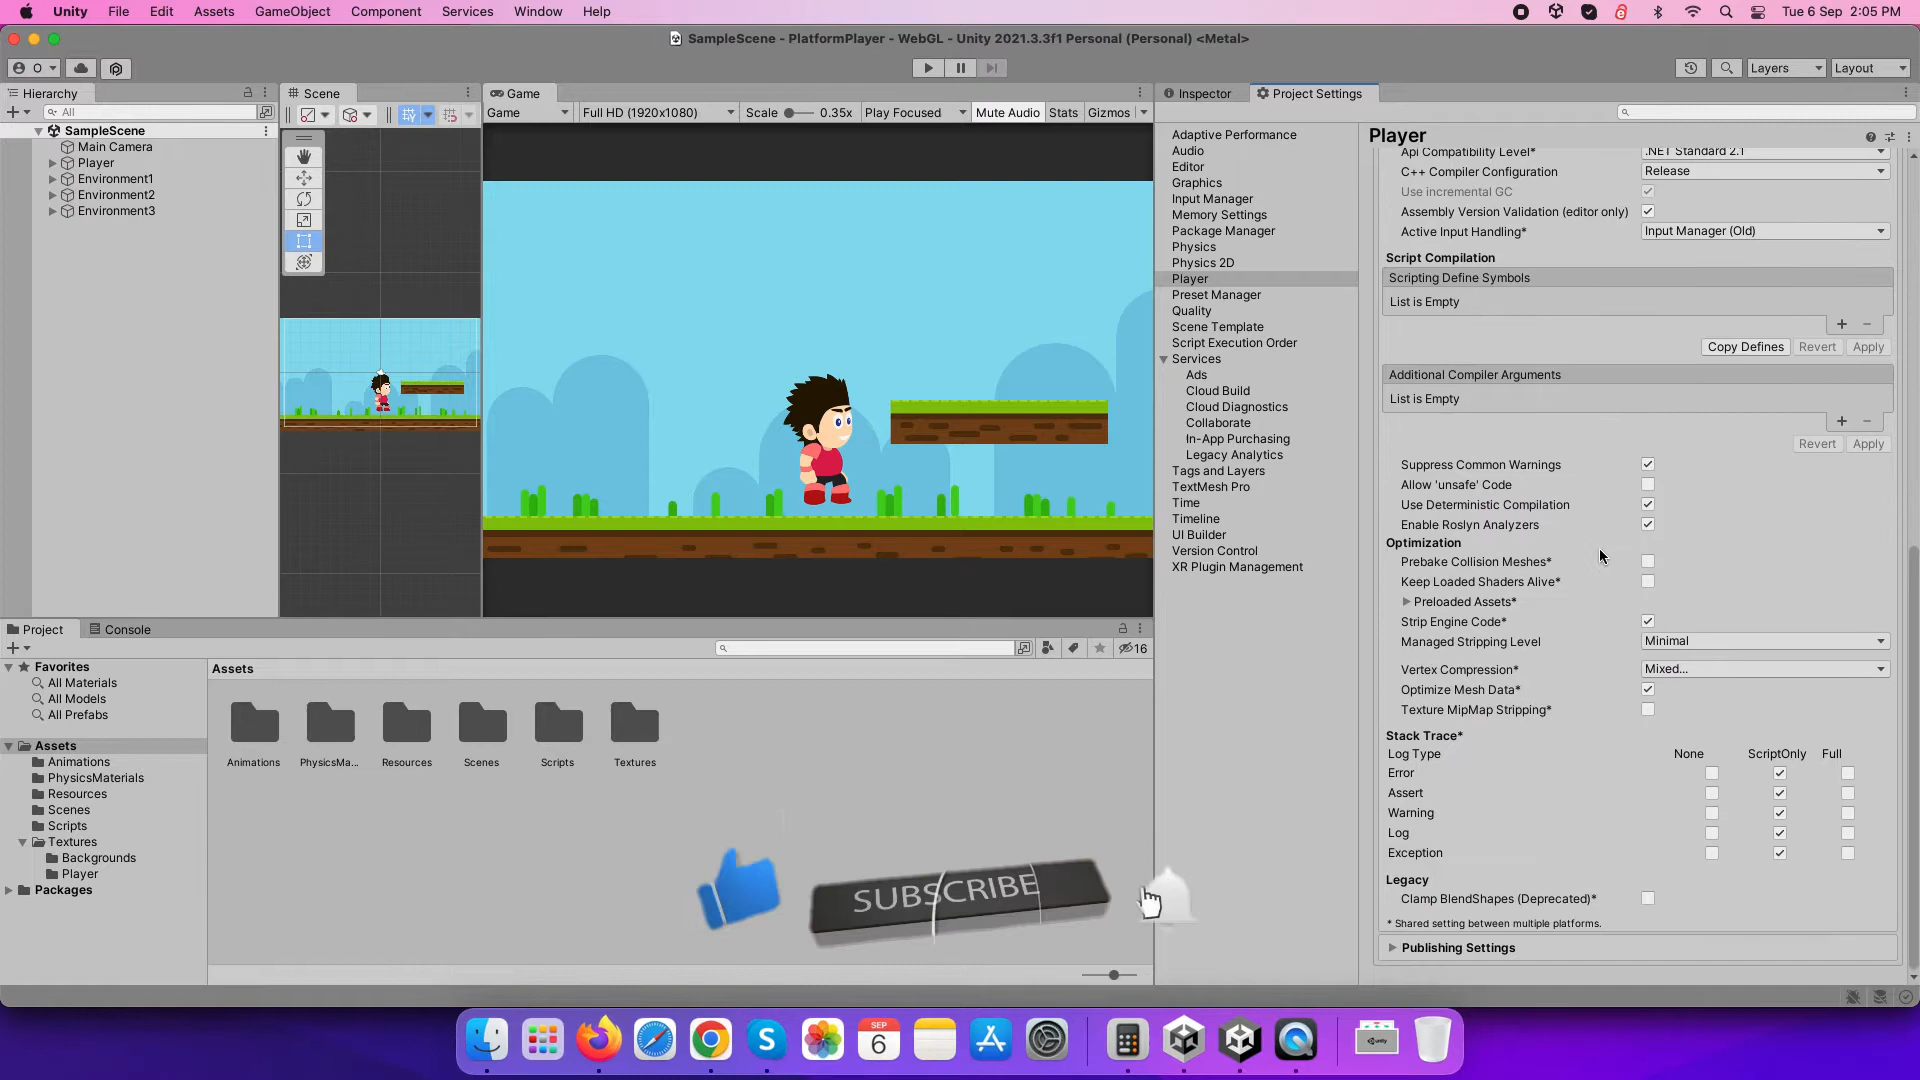 Unity File Edit Assets GameObject Component Services Window Help Tue 6 Sep 2:05 PM
SampleScene - PlatformPlayer - WebGL - Unity 2021.3.3f1 Personal (Personal) <Metal>
O Layers Layout
Hierarchy
All
SampleScene
Main Camera
Player
Environment1
Environment2
Environment3
Scene
Game
Game Full HD (1920x1080) Scale 0.35x Play Focused Mute Audio Stats Gizmos
Inspector Project Settings
Adaptive Performance
Audio
Editor
Graphics
Input Manager
Memory Settings
Package Manager
Physics
Physics 2D
Player
Preset Manager
Quality
Scene Template
Script Execution Order
Services
Ads
Cloud Build
Cloud Diagnostics
Collaborate
In-App Purchasing
Legacy Analytics
Tags and Layers
TextMesh Pro
Time
Timeline
UI Builder
Version Control
XR Plugin Management
Player
Api Compatibility Level* .NET Standard 2.1
C++ Compiler Configuration Release
Use incremental GC
Assembly Version Validation (editor only)
Active Input Handling* Input Manager (Old)
Script Compilation
Scripting Define Symbols
List is Empty
+ −
Copy Defines Revert Apply
Additional Compiler Arguments
List is Empty
+ −
Revert Apply
Suppress Common Warnings
Allow 'unsafe' Code
Use Deterministic Compilation
Enable Roslyn Analyzers
Optimization
Prebake Collision Meshes*
Keep Loaded Shaders Alive*
Preloaded Assets*
Strip Engine Code*
Managed Stripping Level Minimal
Vertex Compression* Mixed...
Optimize Mesh Data*
Texture MipMap Stripping*
Stack Trace*
Log Type None ScriptOnly Full
Error
Assert
Warning
Log
Exception
Legacy
Clamp BlendShapes (Deprecated)*
* Shared setting between multiple platforms.
Publishing Settings
Project Console
16
Favorites
All Materials
All Models
All Prefabs
Assets
Animations
PhysicsMaterials
Resources
Scenes
Scripts
Textures
Backgrounds
Player
Packages
Assets
Animations PhysicsMa... Resources Scenes Scripts Textures
SUBSCRIBE
SEP
6
unity